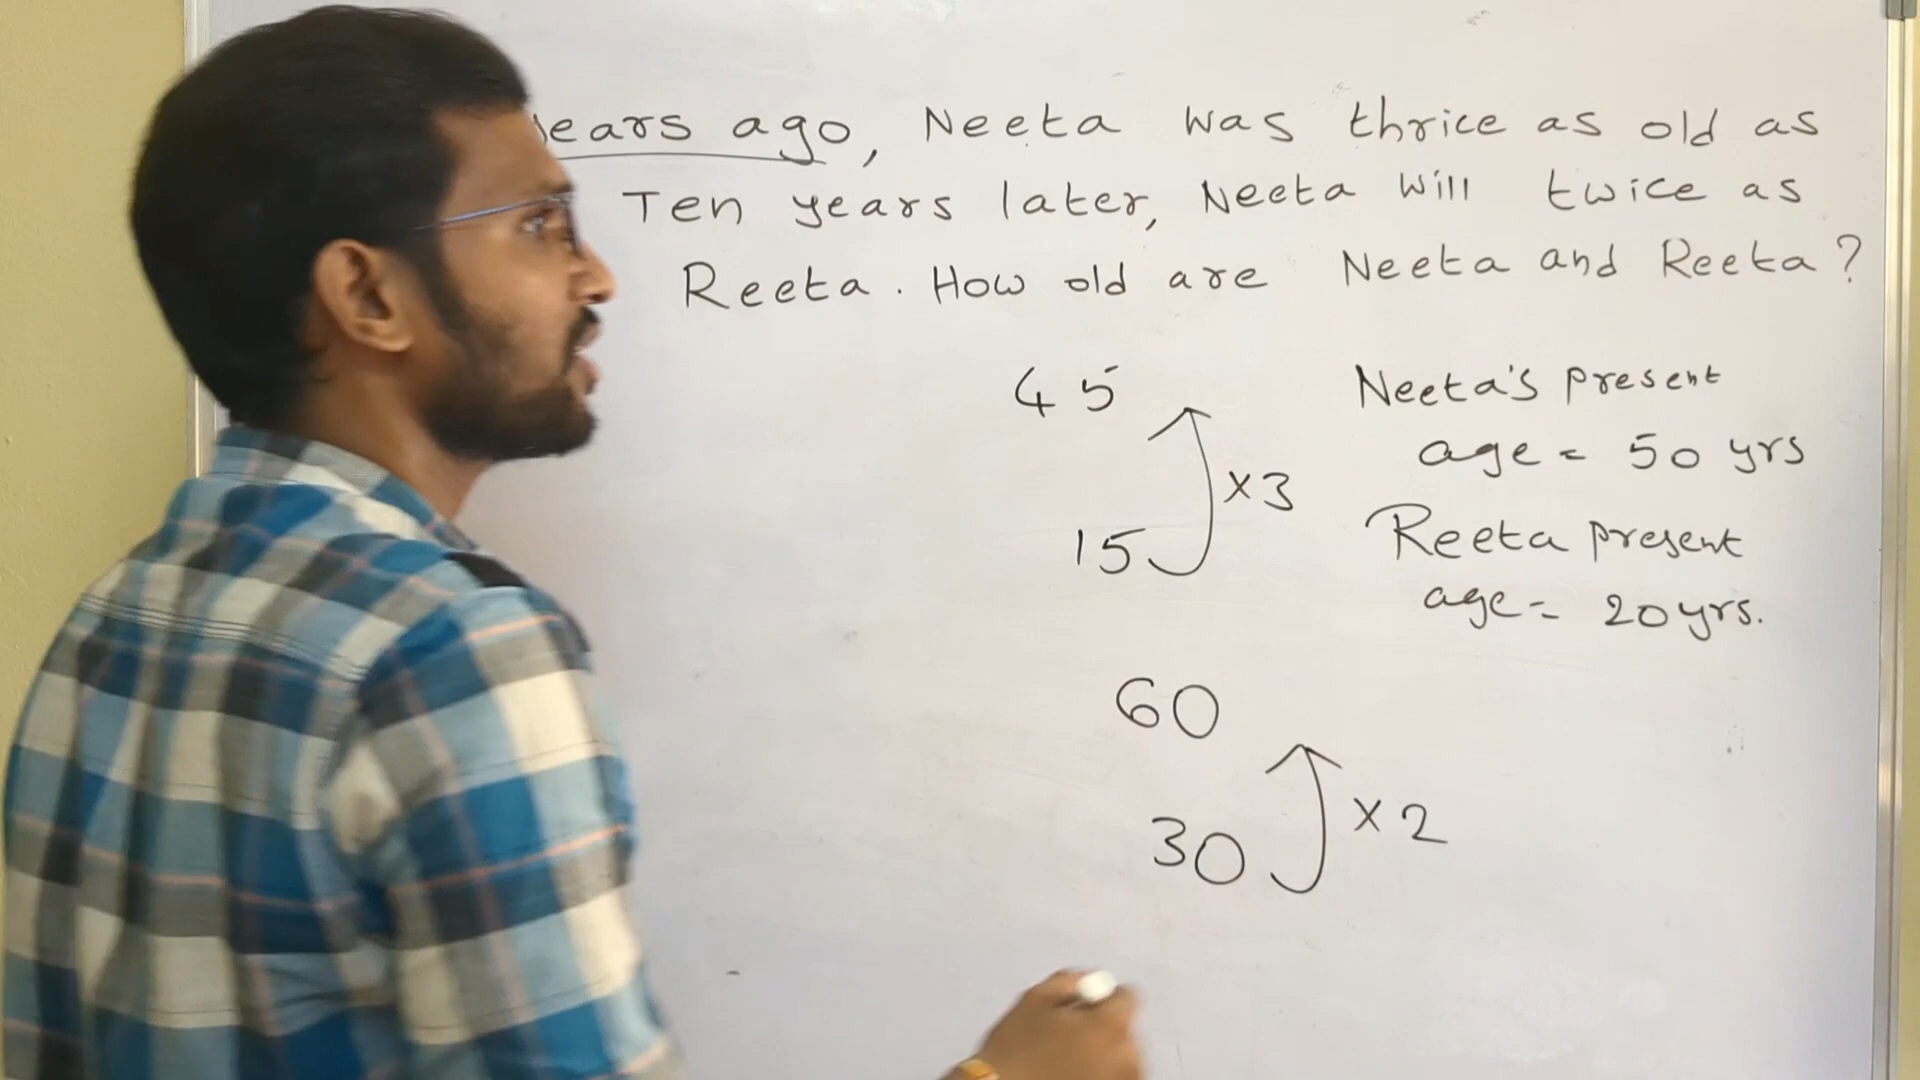 years ago, Neeta was thrice as old as
Ten years later, Neeta will twice as
Reeta. How old are Neeta and Reeta?
45
×3
15
Neeta's present
age = 50 yrs
Reeta present
age = 20 yrs.
60
×2
30